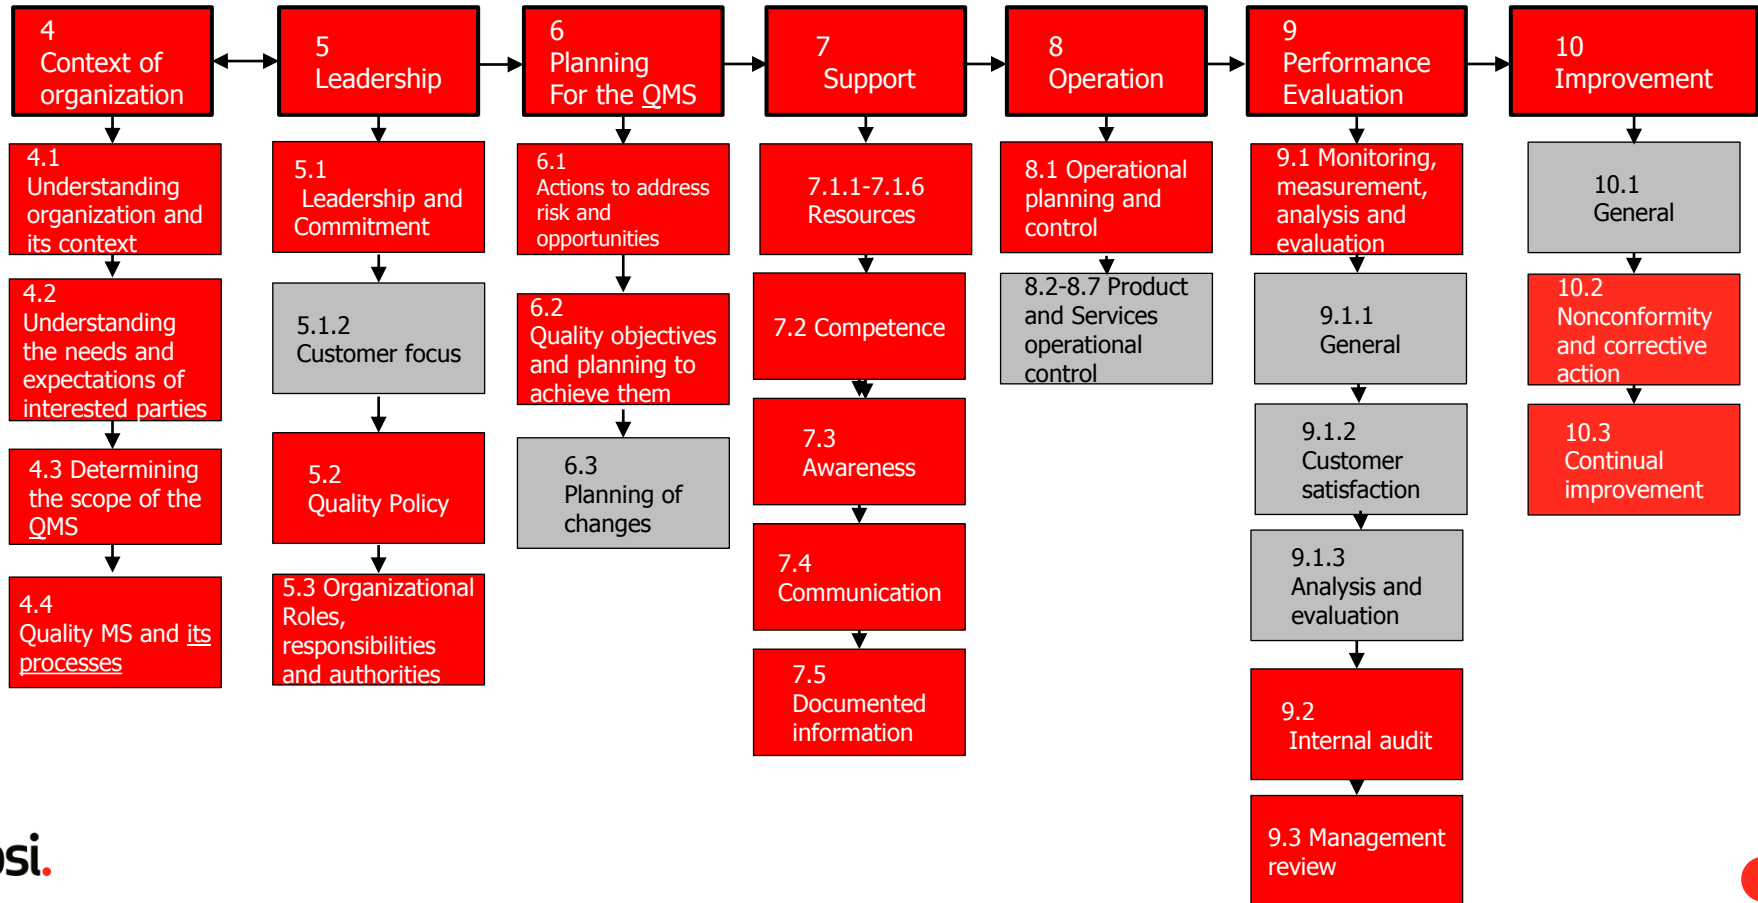 4
Context of
organization
5
Leadership
6
Planning
For the QMS
7
Support
8
Operation
9
Performance
Evaluation
10
Improvement
4.1
Understanding
organization and
its context
4.2
Understanding
the needs and
expectations of
interested parties
4.3 Determining
the scope of the
QMS
4.4
Quality MS and its
processes
5.1
Leadership and
Commitment
5.1.2
Customer focus
5.2
Quality Policy
5.3 Organizational
Roles,
responsibilities
and authorities
6.1
Actions to address
risk and
opportunities
6.2
Quality objectives
and planning to
achieve them
6.3
Planning of
changes
7.1.1-7.1.6
Resources
7.2 Competence
7.3
Awareness
7.4
Communication
7.5
Documented
information
8.1 Operational
planning and
control
8.2-8.7 Product
and Services
operational
control
9.1 Monitoring,
measurement,
analysis and
evaluation
9.1.1
General
9.1.2
Customer
satisfaction
9.1.3
Analysis and
evaluation
9.2
Internal audit
9.3 Management
review
10.1
General
10.2
Nonconformity
and corrective
action
10.3
Continual
improvement